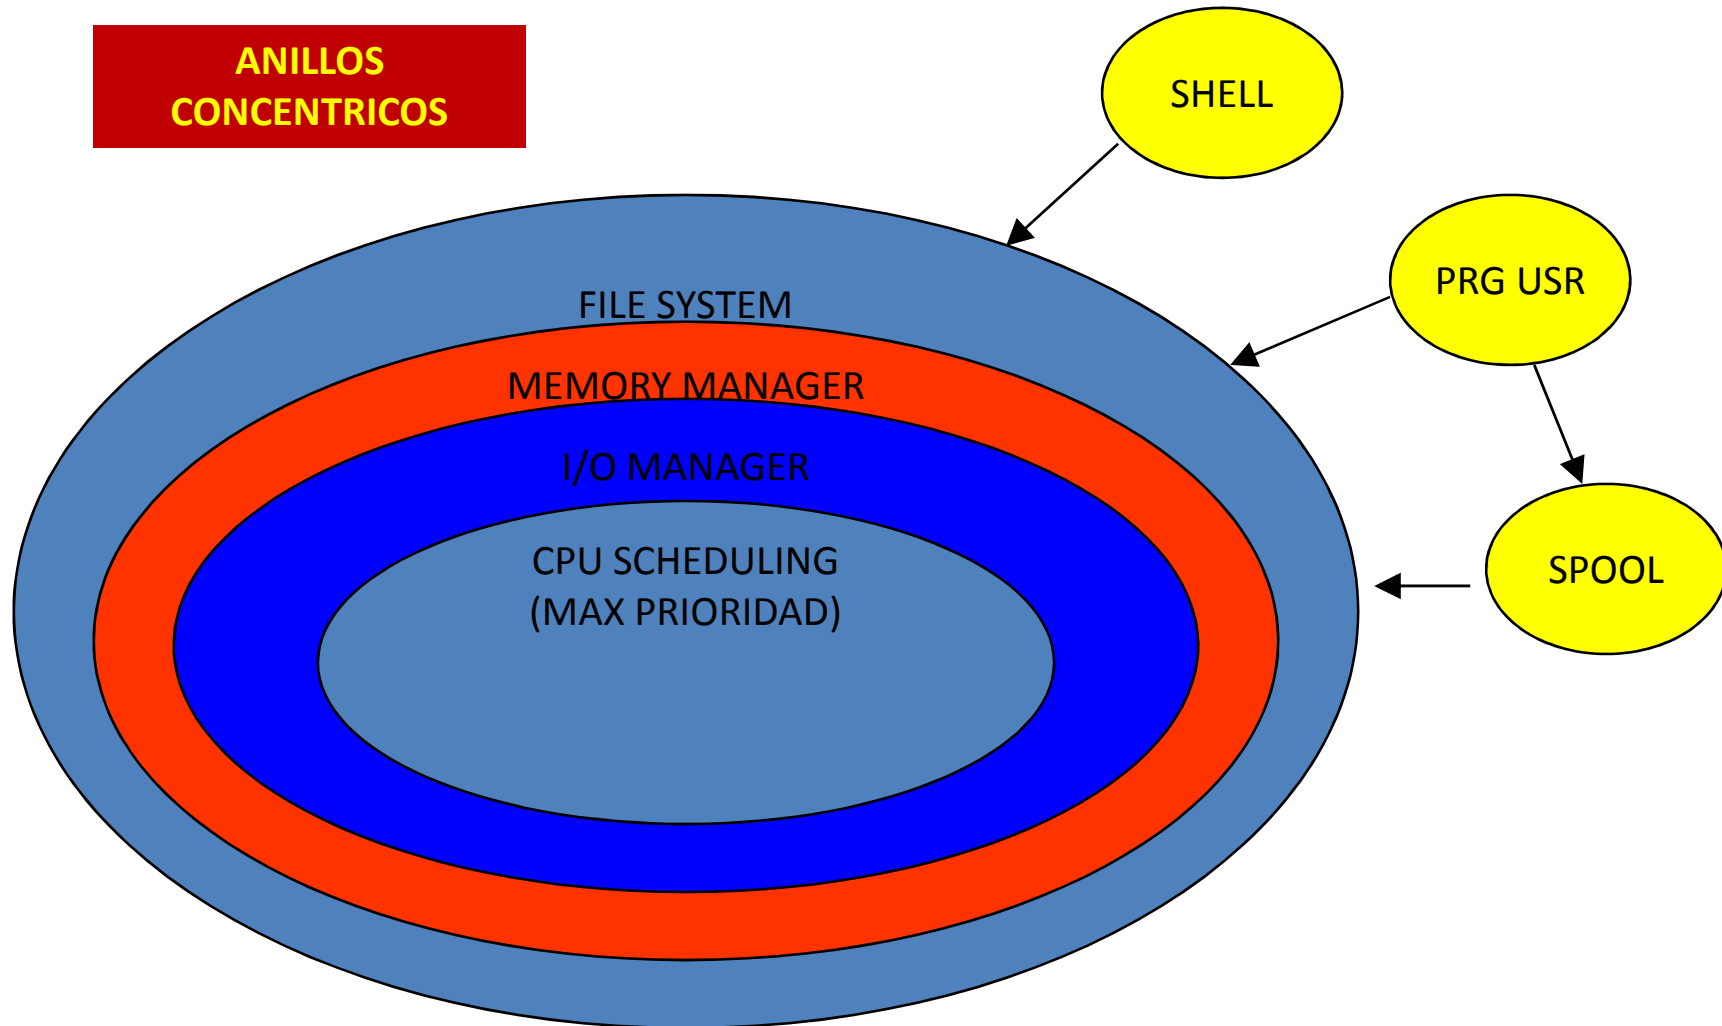 ANILLOS
CONCENTRICOS
SHELL
PRG USR
FILE SYSTEM
MEMORY MANAGER
I/O MANAGER
CPU SCHEDULING
(MAX PRIORIDAD)
SPOOL